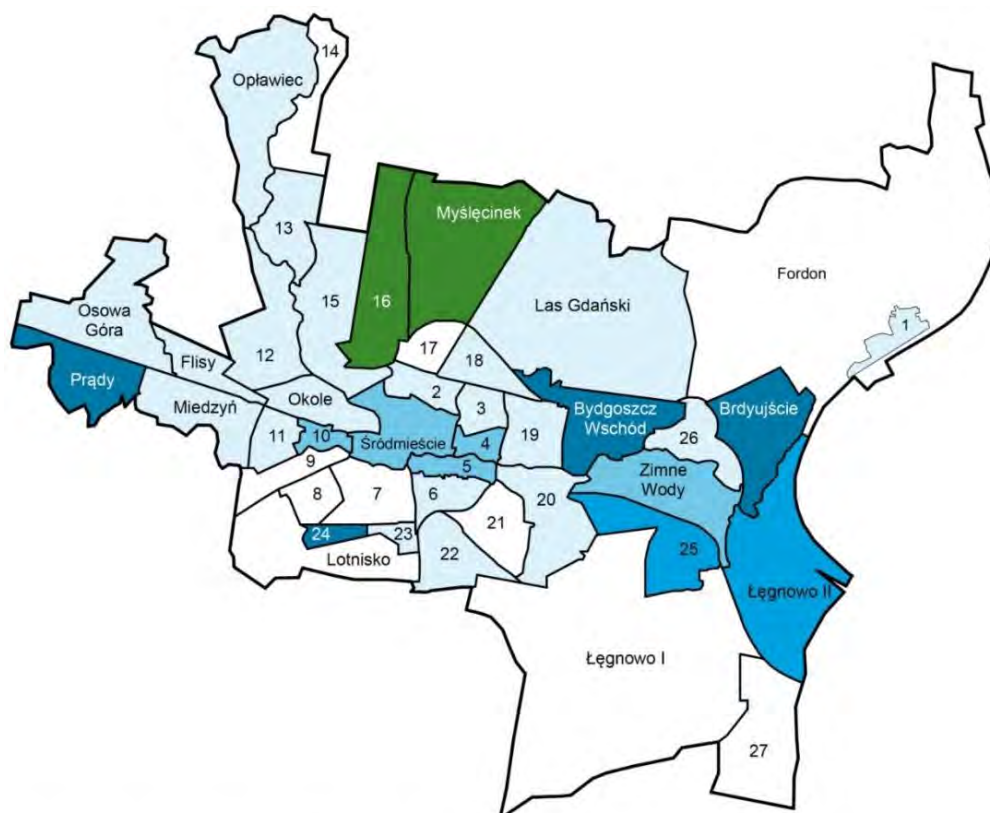 14
Opławiec
Myślęcinek
13
Fordon
15
16
Las Gdański
Osowa
Góra
1
17
18
12
Flisy
Prądy
2
Okole
Miedzyń
3
Bydgoszcz
Wschód
Brdyujście
10
11
Śródmieście
4
19
26
9
5
Zimne
Wody
8
7
6
20
21
24
23
22
25
Lotnisko
Łęgnowo II
Łęgnowo I
27